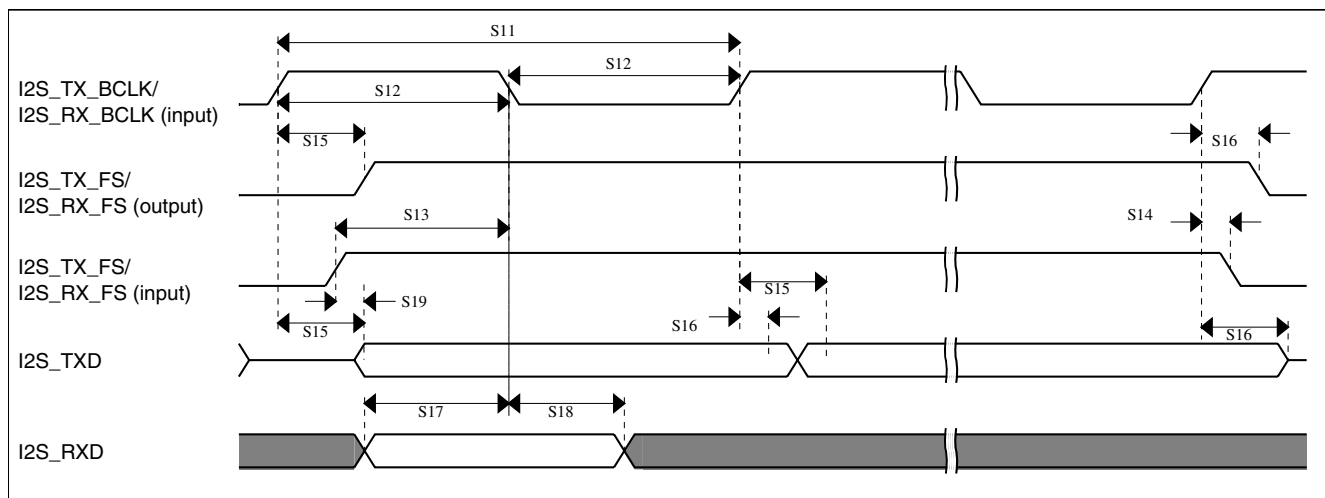 S11
I2S_TX_BCLK/
I2S_RX_BCLK (input)
S12
S12
S15
S16
I2S_TX_FS/
I2S_RX_FS (output)
S13
S14
I2S_TX_FS/
I2S_RX_FS (input)
S19
S15
S15
S16
S16
I2S_TXD
S17
S18
I2S_RXD